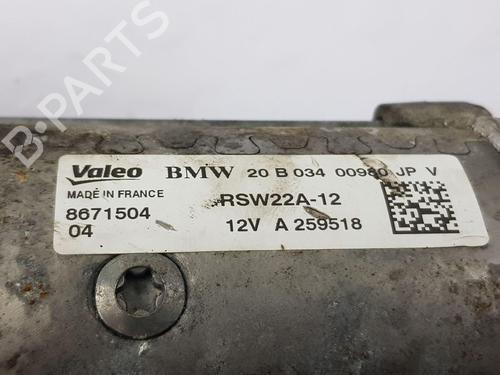 B-PARTS
Valeo BMW 20 B 034 00980 JP V
MADE IN FRANCE
RSW22A-12
8671504
04
12V A 259518